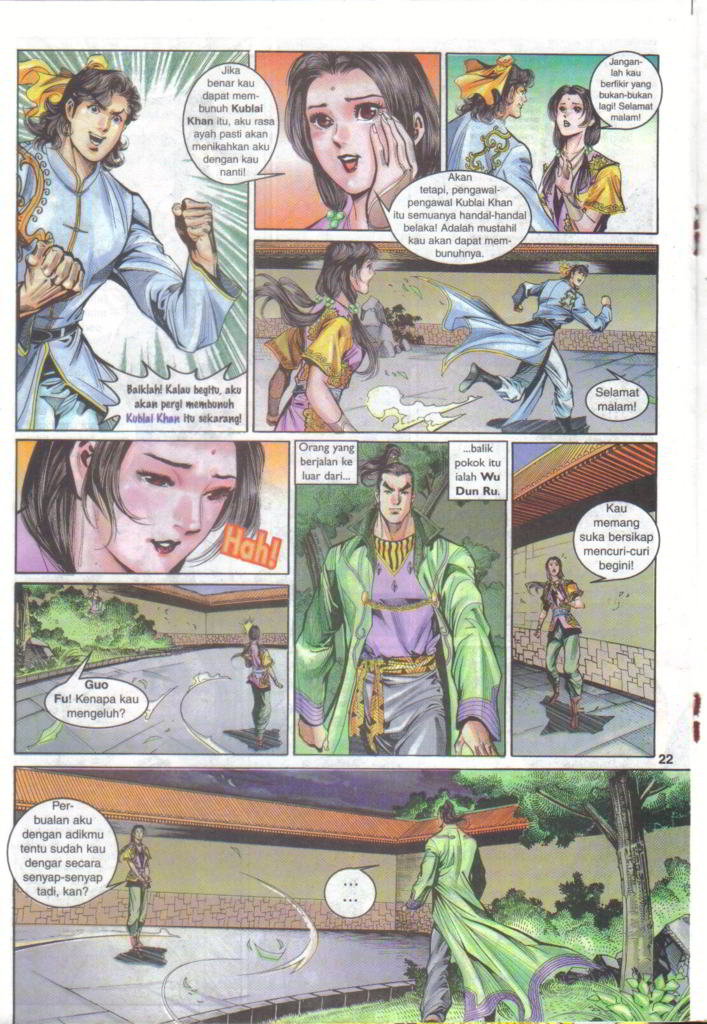 Jika
benar kau
dapat mem-
bunuh Kublai
Khan itu, aku rasa
ayah pasti akan
menikahkan aku
dengan kau
nanti!
Baiklah! Kalau begitu, aku
akan pergi membunuh
Kublai Khan itu sekarang!
Akan
tetapi, pengawal-
pengawal Kublai Khan
itu semuanya handal-handal
belaka! Adalah mustahil
kau akan dapat mem-
bunuhnya.
Jangan-
lah kau
berfikir yang
bukan-bukan
lagi! Selamat
malam!
Selamat
malam!
Hah!
Guo
Fu! Kenapa kau
mengeluh?
Orang yang
berjalan ke
luar dari...
...balik
pokok itu
ialah Wu
Dun Ru.
Kau
memang
suka bersikap
mencuri-curi
begini!
22
Per-
bualan aku
dengan adikmu
tentu sudah kau
dengar secara
senyap-senyap
tadi, kan?
...
...